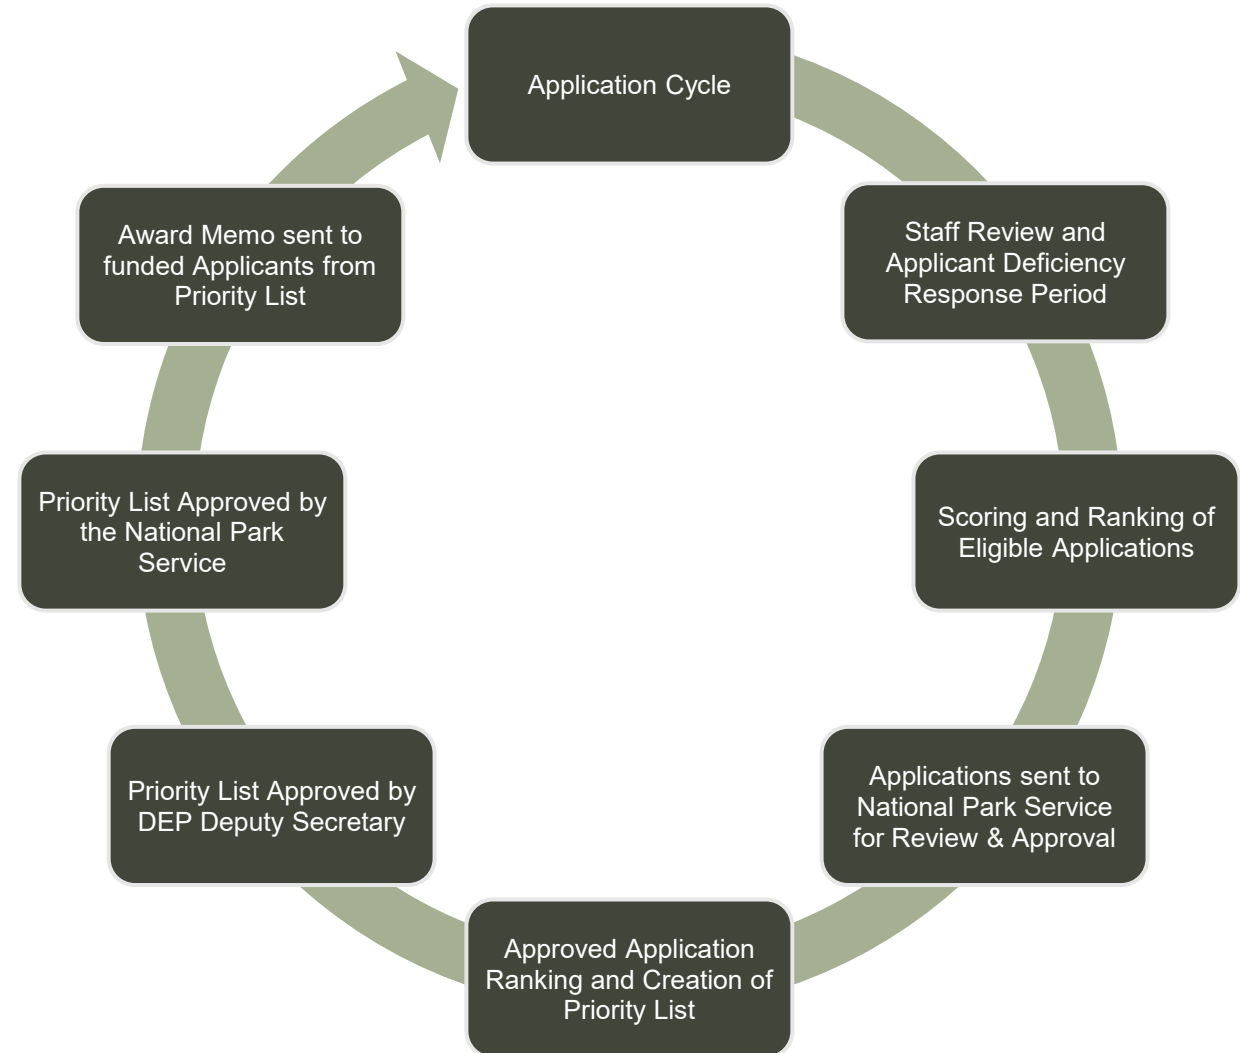 Application Cycle
Staff Review and
Applicant Deficiency
Response Period
Scoring and Ranking of
Eligible Applications
Applications sent to
National Park Service
for Review & Approval
Approved Application
Ranking and Creation of
Priority List
Priority List Approved by
DEP Deputy Secretary
Priority List Approved by
the National Park
Service
Award Memo sent to
funded Applicants from
Priority List